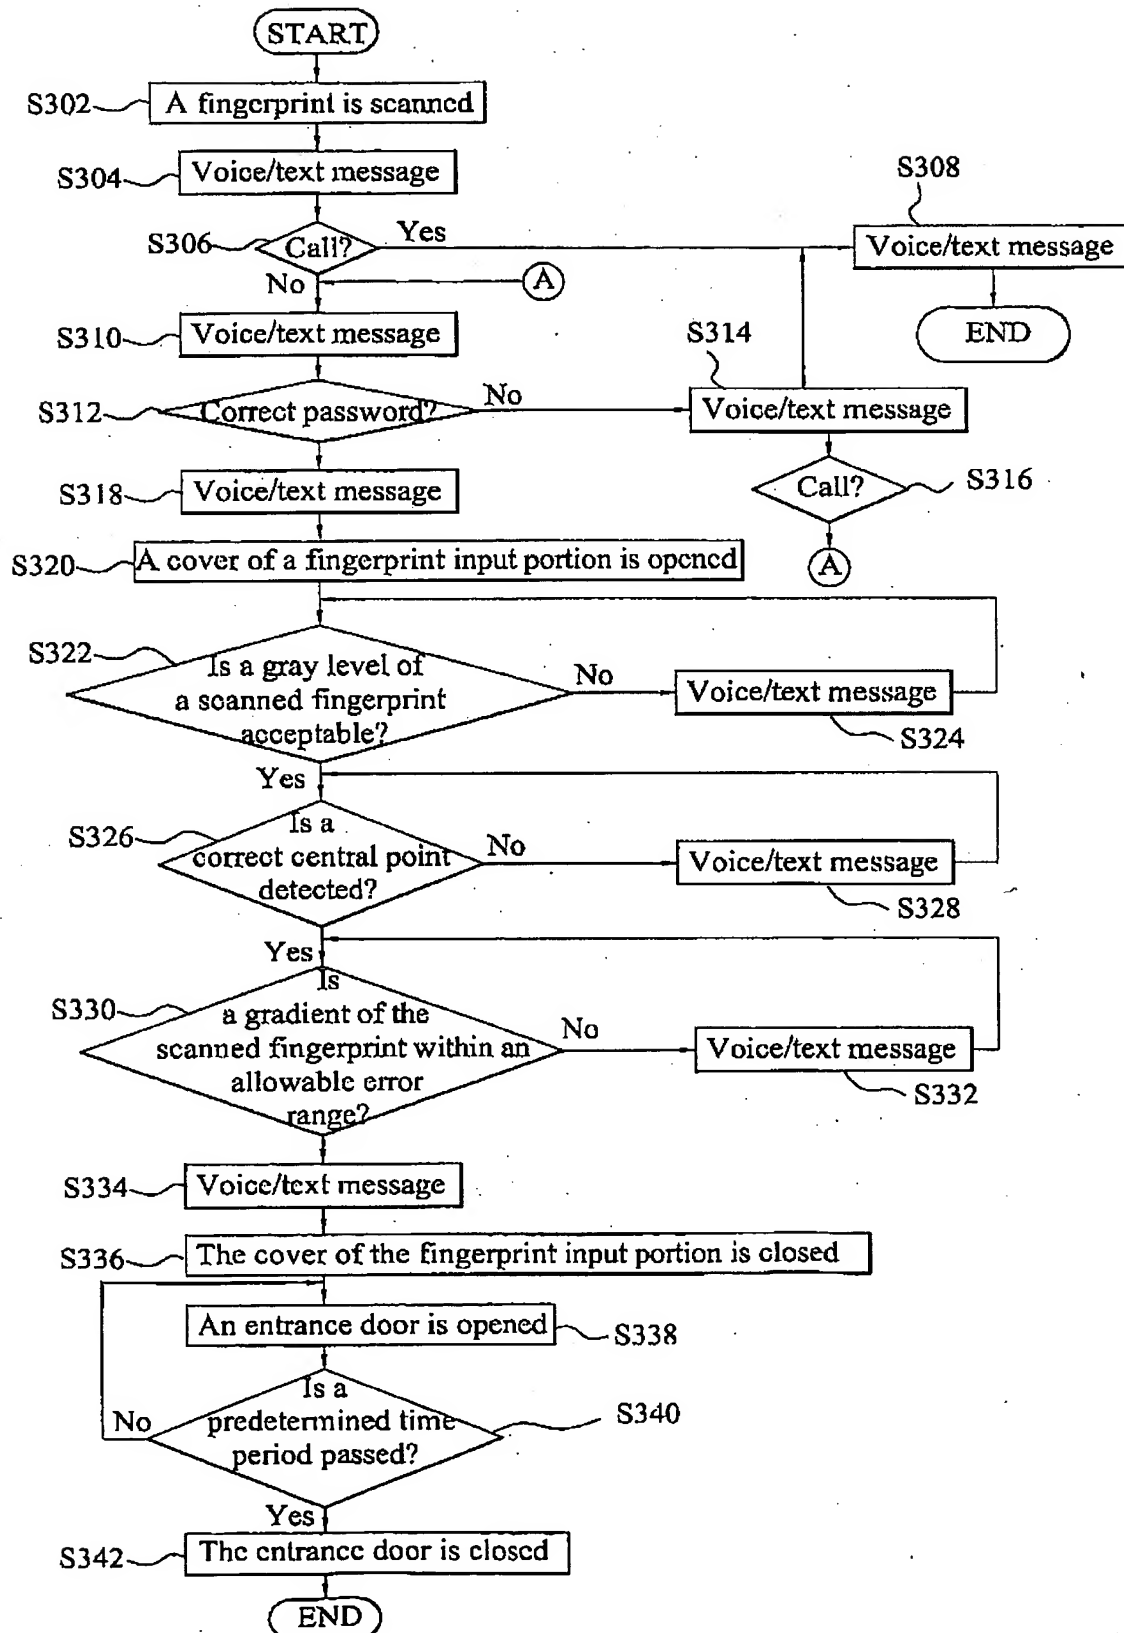 START
S302
A fingerprint is scanned
S304
Voice/text message
S308
S306
Call?
Yes
Voice/text message
No
A
END
S310
Voice/text message
S314
S312
Correct password?
No
Voice/text message
S318
Voice/text message
Call?
S316
S320
A cover of a fingerprint input portion is opened
A
S322
Is a gray level of
a scanned fingerprint
acceptable?
No
Voice/text message
S324
Yes
S326
Is a
correct central point
detected?
No
Voice/text message
S328
Yes
S330
Is
a gradient of the
scanned fingerprint within an
allowable error
range?
No
Voice/text message
S332
S334
Voice/text message
S336
The cover of the fingerprint input portion is closed
An entrance door is opened
S338
Is a
predetermined time
period passed?
No
S340
Yes
S342
The entrance door is closed
END